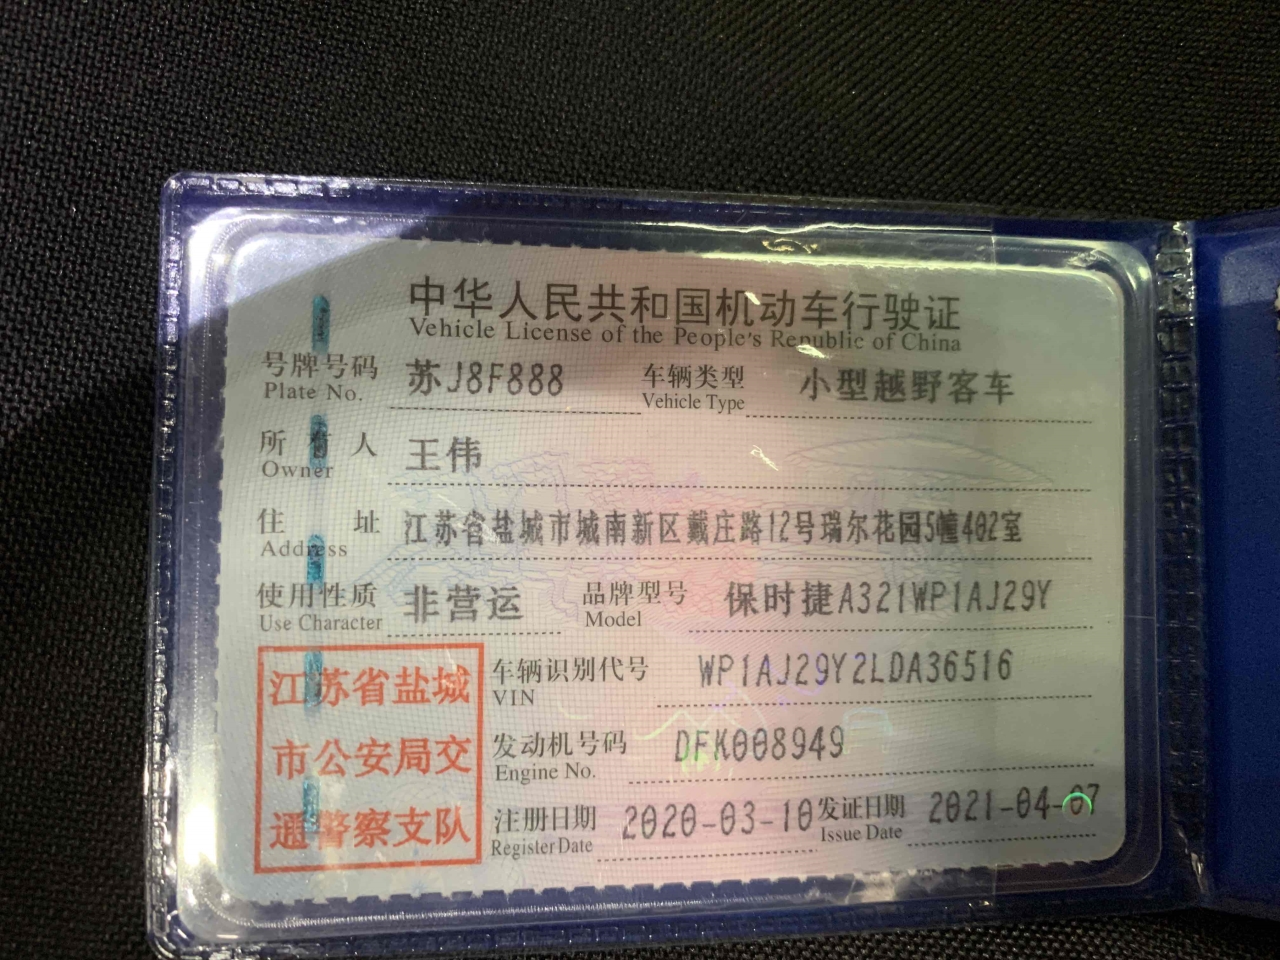 中华人民共和国机动车行驶证
Vehicle License of the People's Republic of China
号牌号码 苏J8F888 车辆类型 小型越野客车
Plate No. Vehicle Type
所有人 王伟
Owner
住址 江苏省盐城市城南新区戴庄路12号瑞尔花园5幢402室
Address
使用性质 非营运 品牌型号 保时捷A321WP1AJ29Y
Use Character Model
江苏省盐城 车辆识别代号 WP1AJ29Y2LDA36516
VIN
市公安局交 发动机号码 DFK008949
Engine No.
通警察支队 注册日期 2020-03-10 发证日期 2021-04-07
Register Date Issue Date